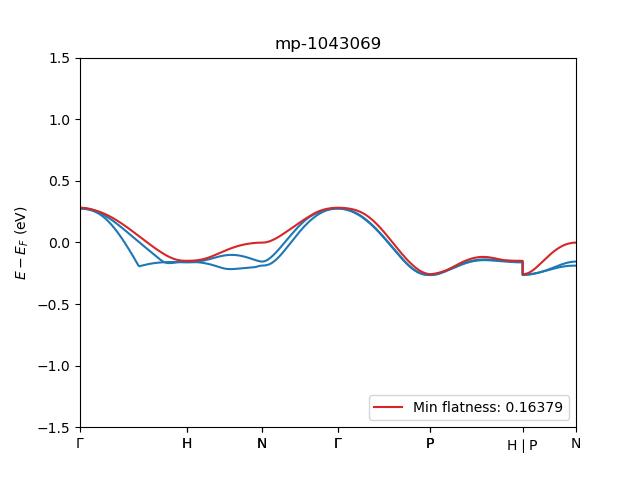 mp-1043069
E − E_F (eV)
1.5
1.0
0.5
0.0
−0.5
−1.0
−1.5
Min flatness: 0.16379
Γ H N Γ P H | P N